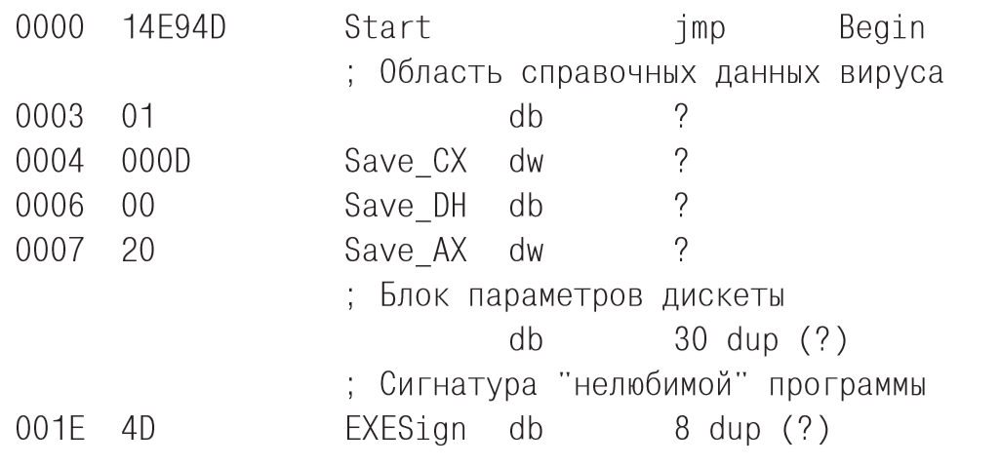 0000 14E94D Start jmp Begin
; Область справочных данных вируса
0003 01 db ?
0004 000D Save_CX dw ?
0006 00 Save_DH db ?
0007 20 Save_AX dw ?
; Блок параметров дискеты
db 30 dup (?)
; Сигнатура "нелюбимой" программы
001E 4D EXESign db 8 dup (?)